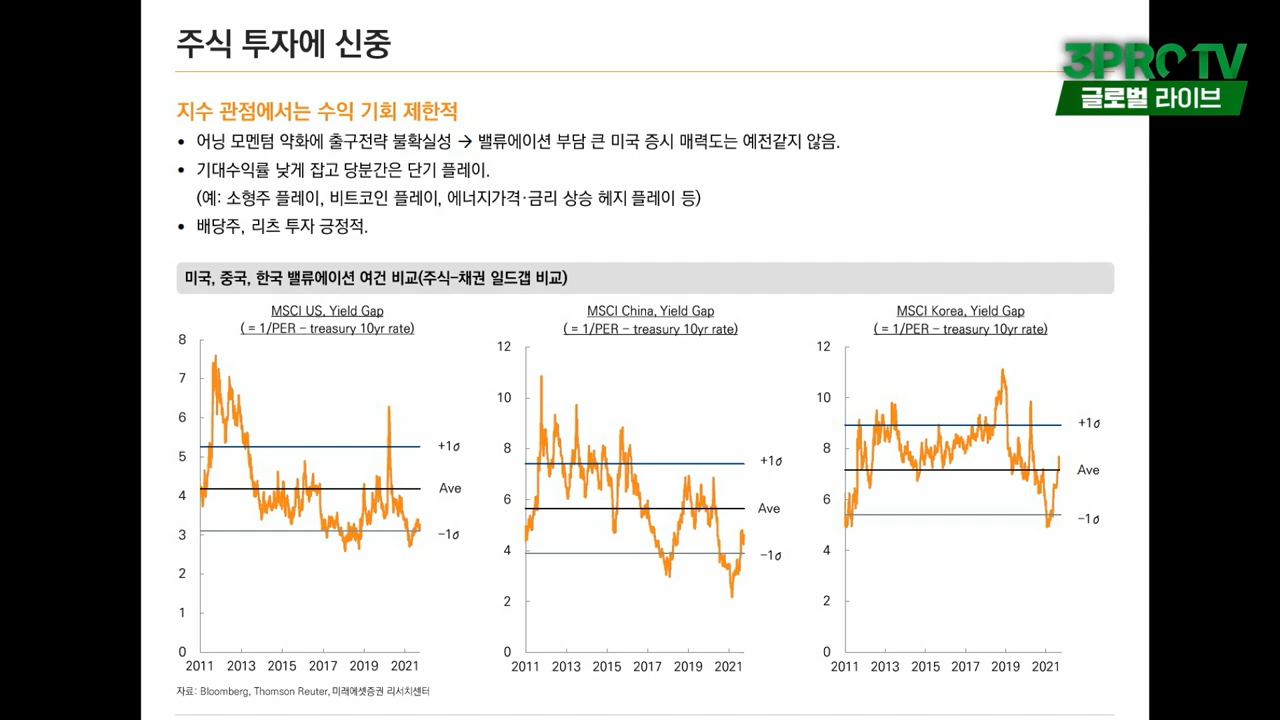 주식 투자에 신중
3PRO TV
글로벌 라이브
지수 관점에서는 수익 기회 제한적
• 어닝 모멘텀 약화에 출구전략 불확실성 → 밸류에이션 부담 큰 미국 증시 매력도는 예전같지 않음.
• 기대수익률 낮게 잡고 당분간은 단기 플레이.
(예: 소형주 플레이, 비트코인 플레이, 에너지가격·금리 상승 헤지 플레이 등)
• 배당주, 리츠 투자 긍정적.
미국, 중국, 한국 밸류에이션 여건 비교(주식-채권 일드갭 비교)
MSCI US, Yield Gap
( = 1/PER – treasury 10yr rate)
8
7
6
5
4
3
2
1
0
+1σ
Ave
-1σ
2011 2013 2015 2017 2019 2021
MSCI China, Yield Gap
( = 1/PER – treasury 10yr rate)
12
10
8
6
4
2
0
+1σ
Ave
-1σ
2011 2013 2015 2017 2019 2021
MSCI Korea, Yield Gap
( = 1/PER – treasury 10yr rate)
12
10
8
6
4
2
0
+1σ
Ave
-1σ
2011 2013 2015 2017 2019 2021
자료: Bloomberg, Thomson Reuter, 미래에셋증권 리서치센터